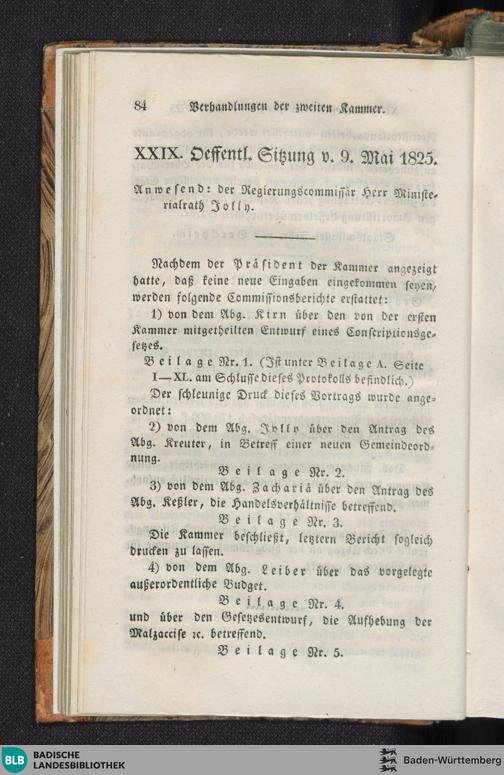 84 Verhandlungen der zweiten Kammer.
XXIX. Oeffentl. Sitzung v. 9. Mai 1825.
Anwesend: der Regierungscommissär Herr Ministe-
rialrath Jolly.
Nachdem der Präsident der Kammer angezeigt
hatte, daß keine neue Eingaben eingekommen seyen,
werden folgende Commissionsberichte erstattet:
1) von dem Abg. Kirn über den von der ersten
Kammer mitgetheilten Entwurf eines Conscriptionsge-
setzes.
Beilage Nr. 1. (Ist unter Beilage A. Seite
I—XL. am Schlusse dieses Protokolls befindlich.)
Der schleunige Druck dieses Vortrags wurde ange-
ordnet:
2) von dem Abg. Jolly über den Antrag des
Abg. Kreuter, in Betreff einer neuen Gemeindeord-
nung.
Beilage Nr. 2.
3) von dem Abg. Zachariä über den Antrag des
Abg. Keßler, die Handelsverhältnisse betreffend.
Beilage Nr. 3.
Die Kammer beschließt, letztern Bericht sogleich
drucken zu lassen.
4) von dem Abg. Leiber über das vorgelegte
außerordentliche Budget.
Beilage Nr. 4.
und über den Gesetzesentwurf, die Aufhebung der
Malzaccise ꝛc. betreffend.
Beilage Nr. 5.
BLB BADISCHE
LANDESBIBLIOTHEK
Baden-Württemberg